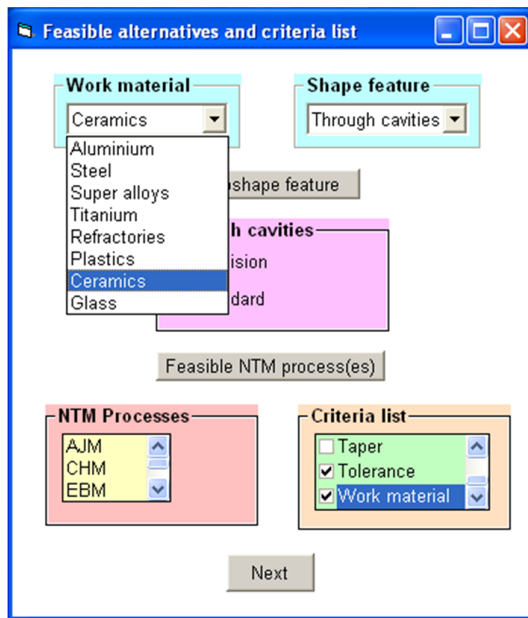 Feasible alternatives and criteria list
Work material
Shape feature
Ceramics
Through cavities
Aluminium
Steel
Super alloys
Titanium
Refractories
Plastics
Ceramics
Glass
shape feature
h cavities
ision
dard
Feasible NTM process(es)
NTM Processes
AJM
CHM
EBM
Criteria list
Taper
Tolerance
Work material
Next